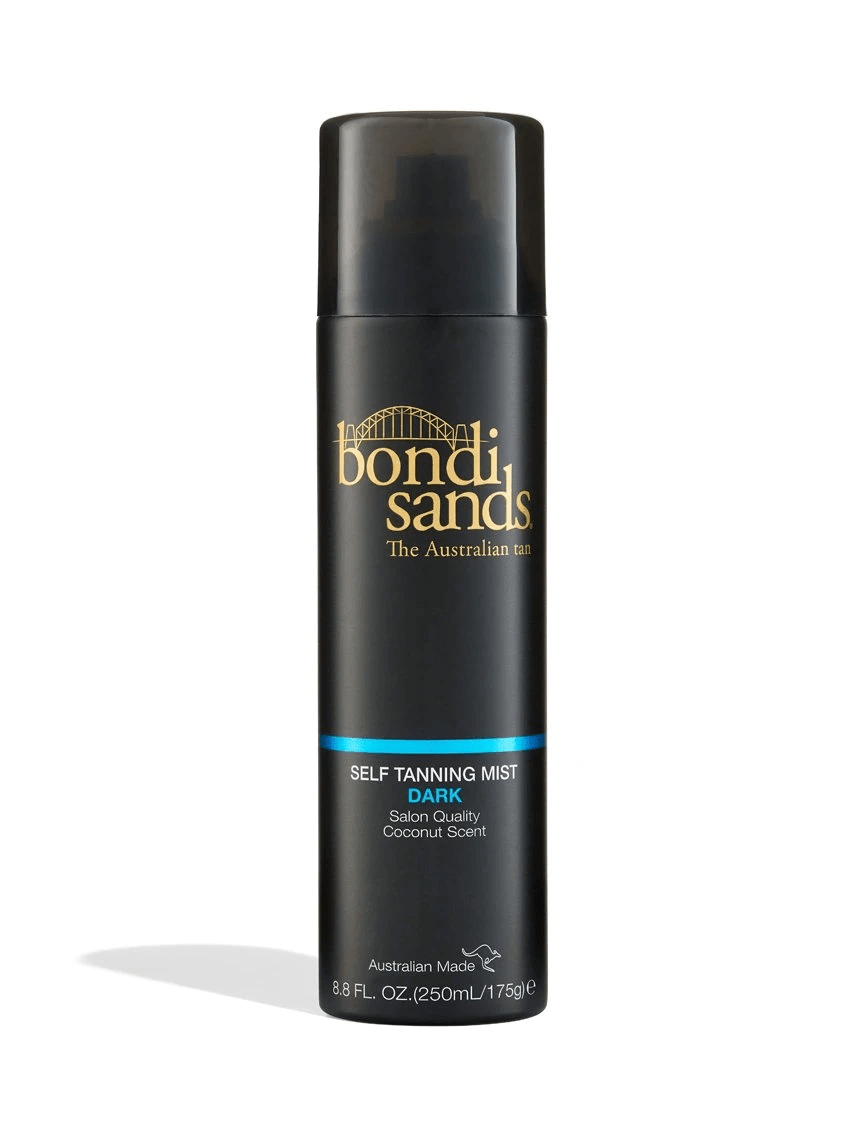 bondi
sands®
The Australian tan
SELF TANNING MIST
DARK
Salon Quality
Coconut Scent
Australian Made
8.8 FL. OZ.(250mL/175g)℮